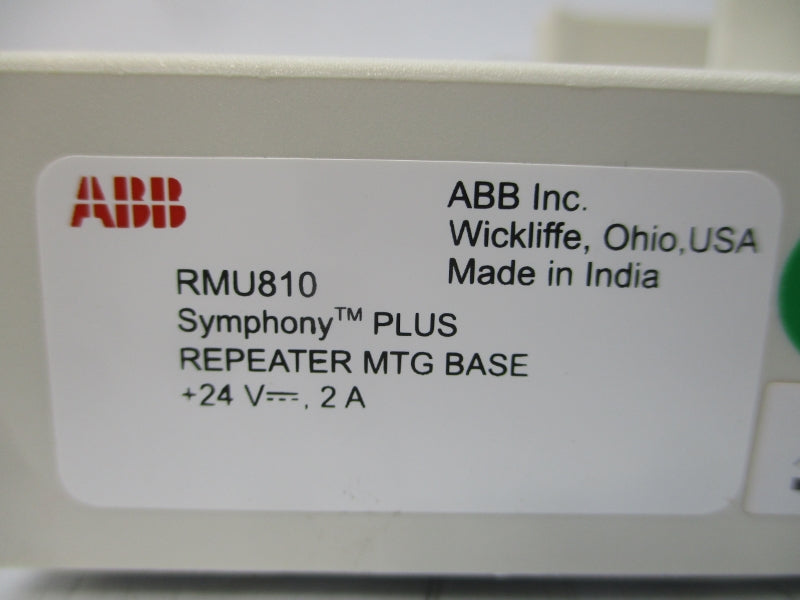 ABB
ABB Inc.
Wickliffe, Ohio,USA
Made in India
RMU810
Symphony™ PLUS
REPEATER MTG BASE
+24 V⎓, 2 A